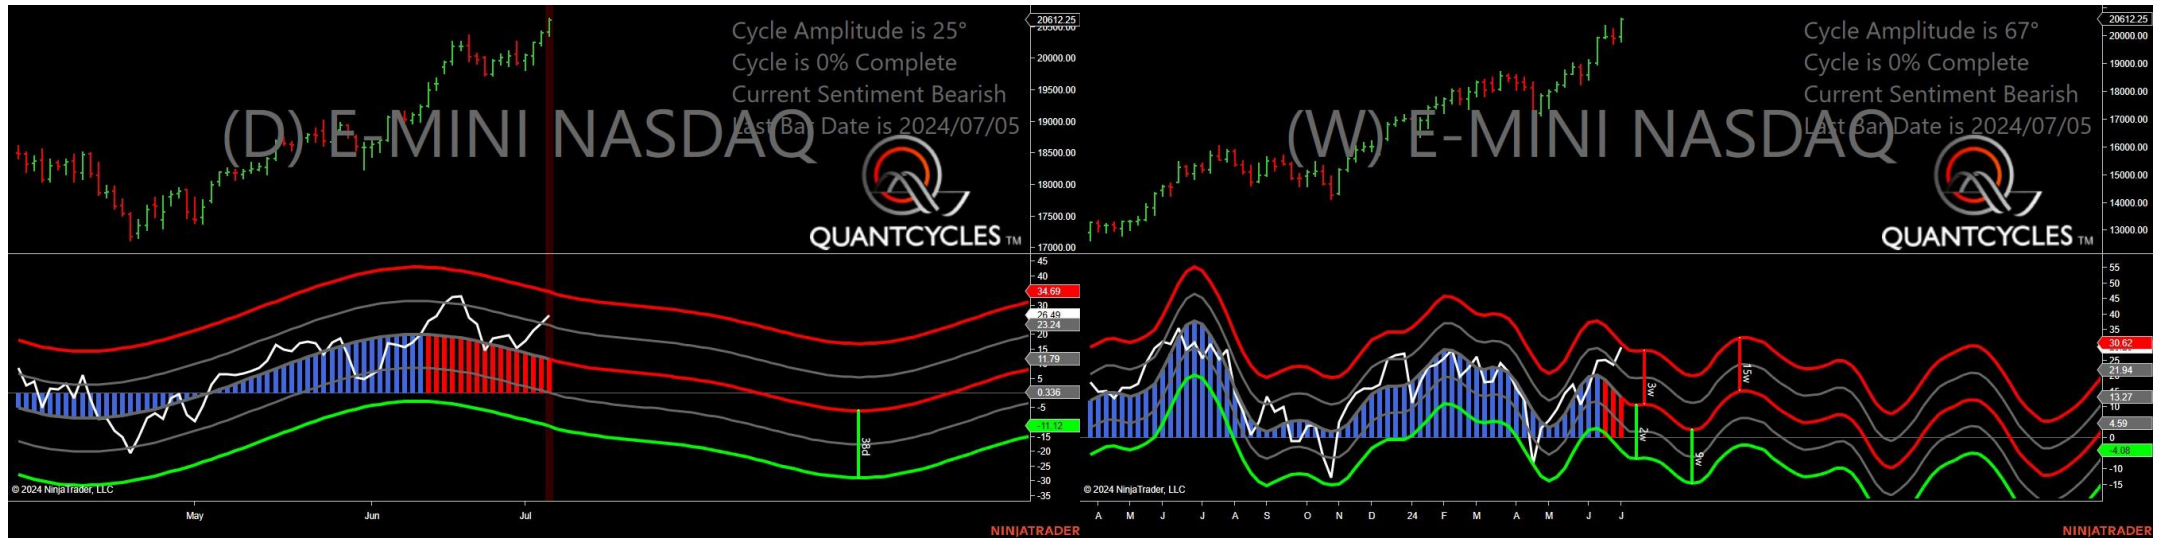 Cycle Amplitude is 25°
Cycle is 0% Complete
Current Sentiment Bearish
Last Bar Date is 2024/07/05
(D) E-MINI NASDAQ
QUANTCYCLES TM
20612.25
20000.00
19500.00
19000.00
18500.00
18000.00
17500.00
17000.00
45
40
34.69
30
26.49
23.24
20
15
11.79
5
0.336
-5
-11.12
-15
-20
-25
-30
-35
38d
© 2024 NinjaTrader, LLC
May Jun Jul
NINJATRADER
Cycle Amplitude is 67°
Cycle is 0% Complete
Current Sentiment Bearish
Last Bar Date is 2024/07/05
(W) E-MINI NASDAQ
QUANTCYCLES TM
20612.25
20000.00
19000.00
18000.00
17000.00
16000.00
15000.00
14000.00
13000.00
55
50
45
40
35
30.62
25
21.94
13.27
10
4.59
0
-4.08
-10
-15
3w
15w
2w
9w
© 2024 NinjaTrader, LLC
A M J J A S O N D 24 F M A M J J
NINJATRADER